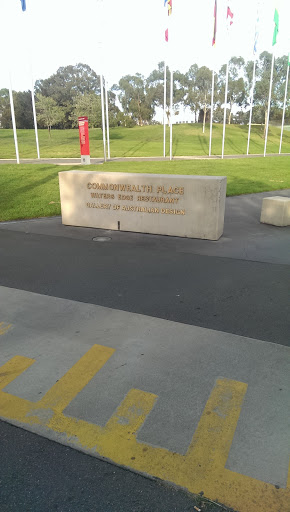 COMMONWEALTH PLACE
WATERS EDGE RESTAURANT
GALLERY OF AUSTRALIAN DESIGN